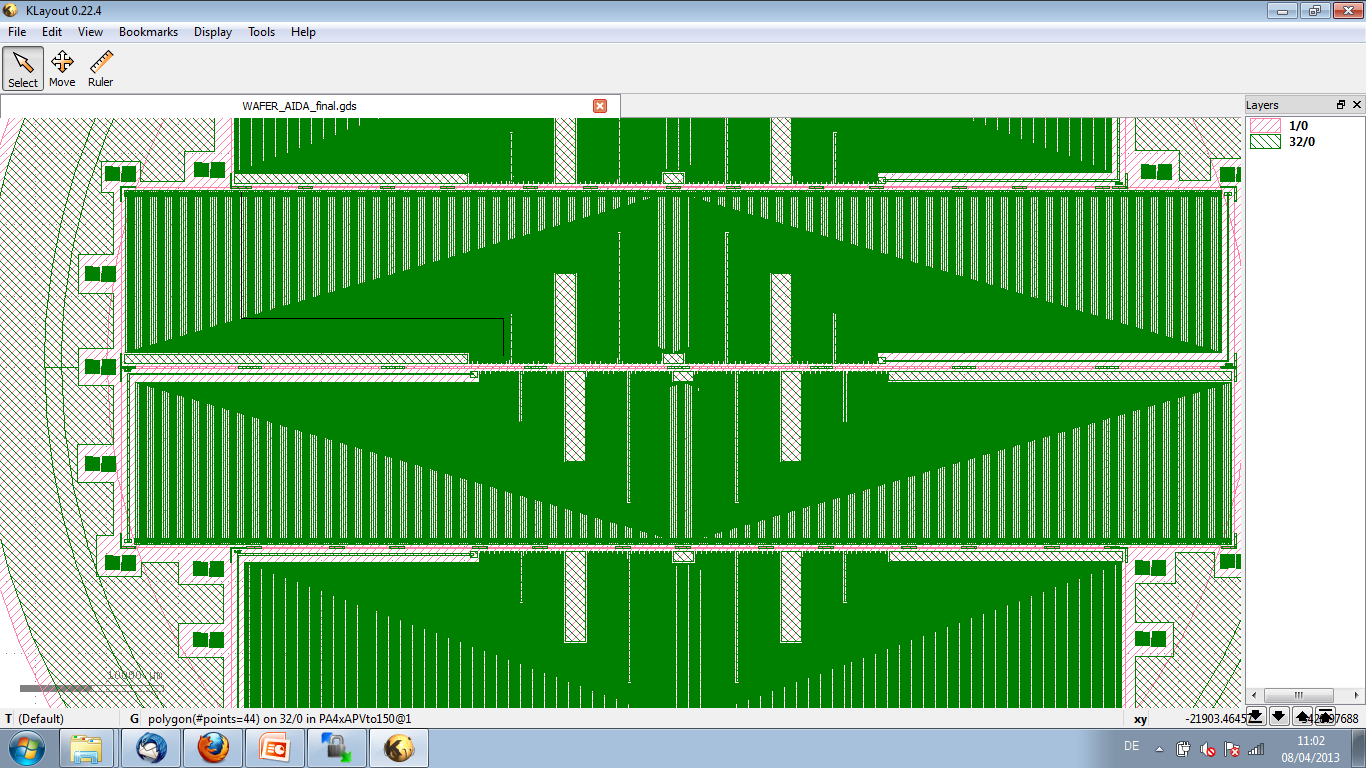 KLayout 0.22.4
File Edit View Bookmarks Display Tools Help
Select Move Ruler
WAFER_AIDA_final.gds
Layers
1/0
32/0
T (Default) G polygon(#points=44) on 32/0 in PA4xAPVto150@1 xy
DE
11:02
08/04/2013